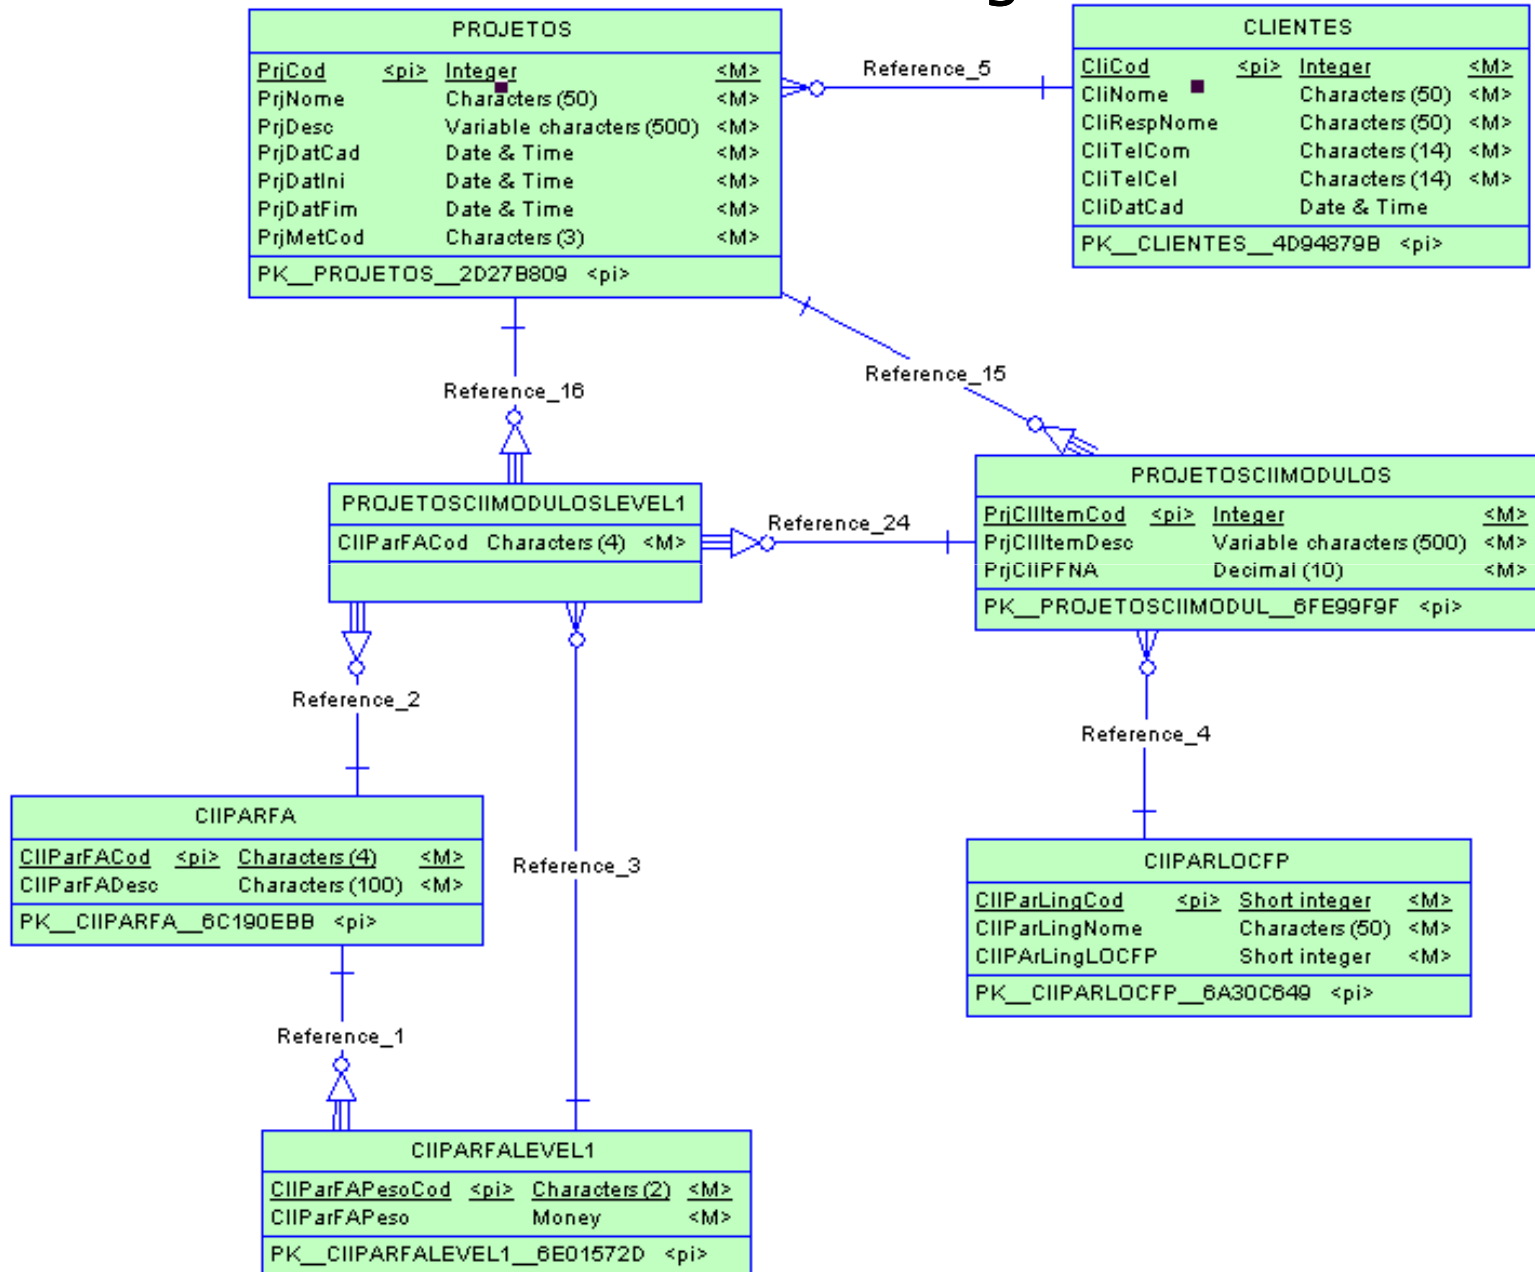 g
PROJETOS
PrjCod <pi> Integer <M>
PrjNome Characters (50) <M>
PrjDesc Variable characters (500) <M>
PrjDatCad Date & Time <M>
PrjDatIni Date & Time <M>
PrjDatFim Date & Time <M>
PrjMetCod Characters (3) <M>
PK__PROJETOS__2D27B809 <pi>
Reference_5
CLIENTES
CliCod <pi> Integer <M>
CliNome Characters (50) <M>
CliRespNome Characters (50) <M>
CliTelCom Characters (14) <M>
CliTelCel Characters (14) <M>
CliDatCad Date & Time
PK__CLIENTES__4D94879B <pi>
Reference_16
Reference_15
PROJETOSCIIMODULOSLEVEL1
CIIParFACod Characters (4) <M>
Reference_24
PROJETOSCIIMODULOS
PrjCIIItemCod <pi> Integer <M>
PrjCIIItemDesc Variable characters (500) <M>
PrjCIIPFNA Decimal (10) <M>
PK__PROJETOSCIIMODUL__6FE99F9F <pi>
Reference_2
Reference_3
Reference_4
CIIPARFA
CIIParFACod <pi> Characters (4) <M>
CIIParFADesc Characters (100) <M>
PK__CIIPARFA__6C190EBB <pi>
CIIPARLOCFP
CIIParLingCod <pi> Short integer <M>
CIIParLingNome Characters (50) <M>
CIIPArLingLOCFP Short integer <M>
PK__CIIPARLOCFP__6A30C649 <pi>
Reference_1
CIIPARFALEVEL1
CIIParFAPesoCod <pi> Characters (2) <M>
CIIParFAPeso Money <M>
PK__CIIPARFALEVEL1__6E01572D <pi>